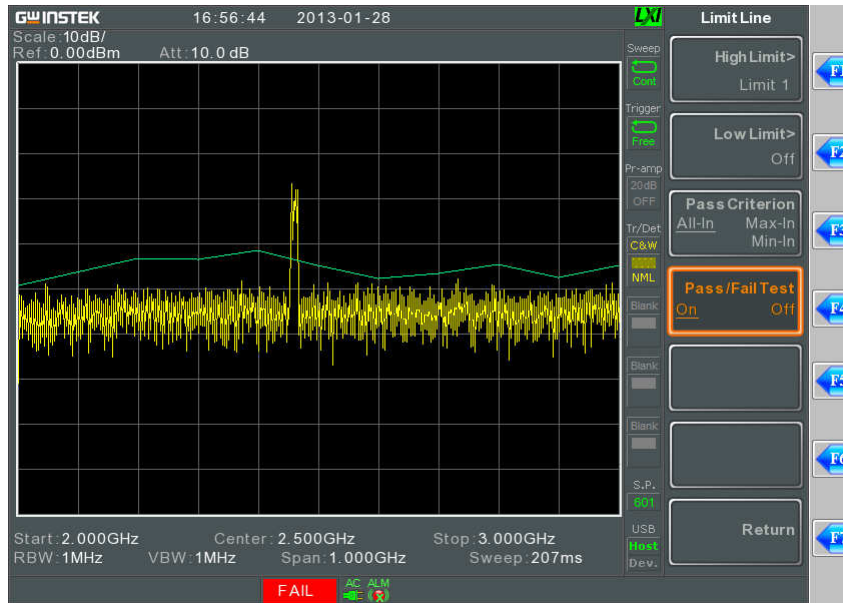 GWINSTEK 16:56:44 2013-01-28 LXI
Scale:10dB/
Ref:0.00dBm Att:10.0 dB
Sweep
Cont
Trigger
Free
Pr-amp
20dB
OFF
Tr/Det
C&W
NML
Blank
Blank
Blank
S.P.
601
USB
Host
Dev.
Limit Line
High Limit>
Limit 1
F1
Low Limit>
Off
F2
Pass Criterion
All-In Max-In
Min-In
F3
Pass/Fail Test
On Off
F4
F5
F6
Return
F7
Start:2.000GHz Center:2.500GHz Stop:3.000GHz
RBW:1MHz VBW:1MHz Span:1.000GHz Sweep:207ms
FAIL AC ALM